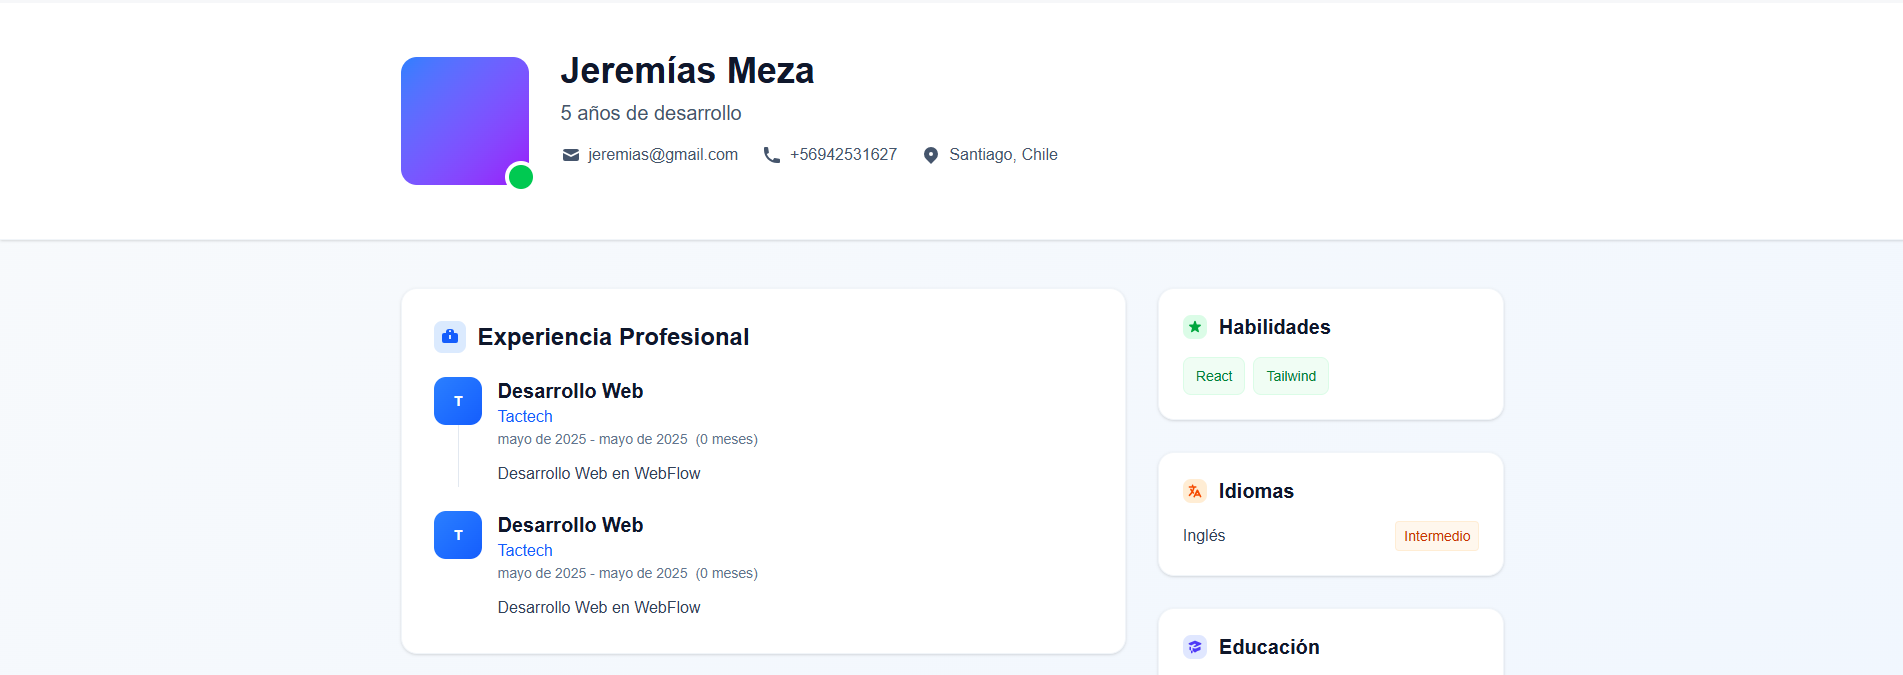 Jeremías Meza
5 años de desarrollo
jeremias@gmail.com +56942531627 Santiago, Chile
Experiencia Profesional
T
Desarrollo Web
Tactech
mayo de 2025 - mayo de 2025 (0 meses)
Desarrollo Web en WebFlow
T
Desarrollo Web
Tactech
mayo de 2025 - mayo de 2025 (0 meses)
Desarrollo Web en WebFlow
Habilidades
React Tailwind
Idiomas
Inglés Intermedio
Educación